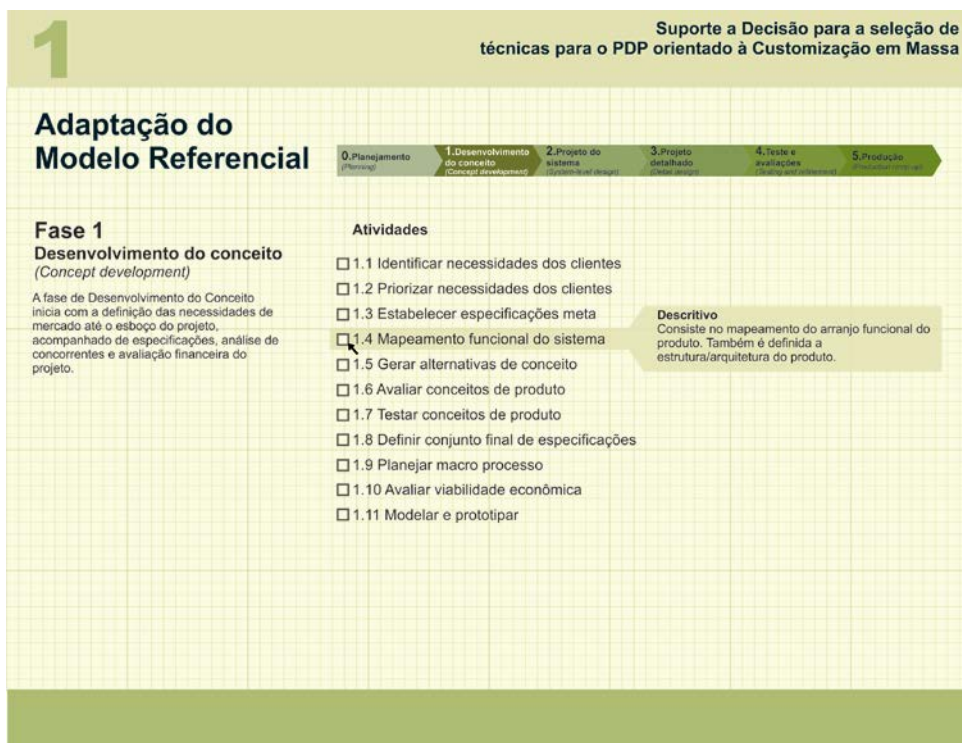 1
Suporte a Decisão para a seleção de
técnicas para o PDP orientado à Customização em Massa
Adaptação do
Modelo Referencial
0.Planejamento
(Planning)
1.Desenvolvimento
do conceito
(Concept development)
2.Projeto do
sistema
(System-level design)
3.Projeto
detalhado
(Detail design)
4.Teste e
avaliações
(Testing and refinement)
5.Produção
(Production ramp-up)
Fase 1
Desenvolvimento do conceito
(Concept development)
A fase de Desenvolvimento do Conceito
inicia com a definição das necessidades de
mercado até o esboço do projeto,
acompanhado de especificações, análise de
concorrentes e avaliação financeira do
projeto.
Atividades
1.1 Identificar necessidades dos clientes
1.2 Priorizar necessidades dos clientes
1.3 Estabelecer especificações meta
1.4 Mapeamento funcional do sistema
1.5 Gerar alternativas de conceito
1.6 Avaliar conceitos de produto
1.7 Testar conceitos de produto
1.8 Definir conjunto final de especificações
1.9 Planejar macro processo
1.10 Avaliar viabilidade econômica
1.11 Modelar e prototipar
Descritivo
Consiste no mapeamento do arranjo funcional do
produto. Também é definida a
estrutura/arquitetura do produto.